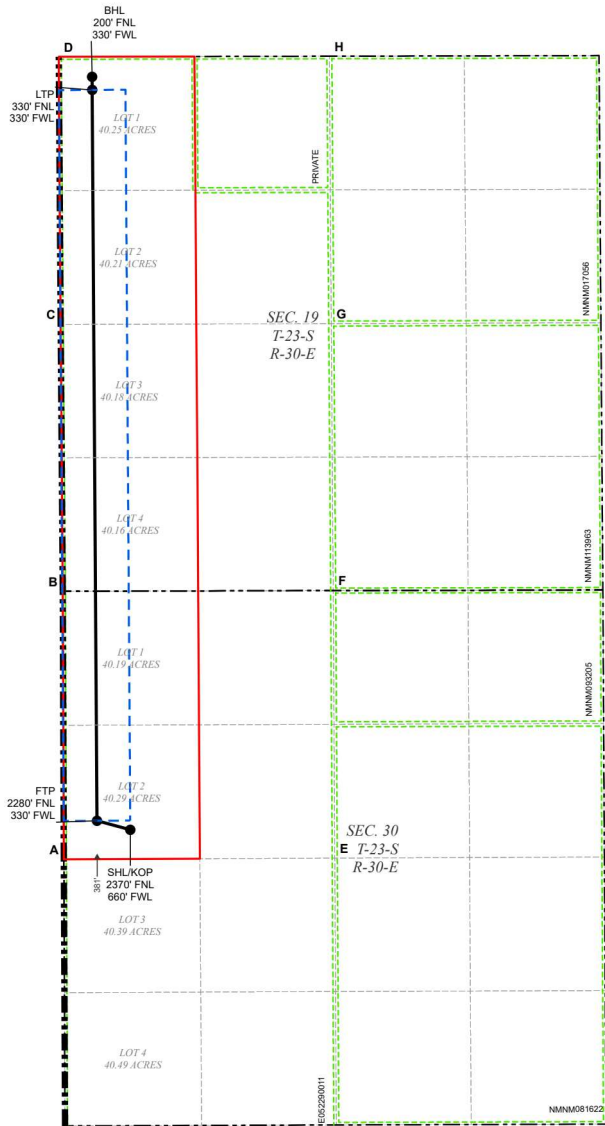 BHL
200' FNL
330' FWL
D
H
LTP
330' FNL
330' FWL
LOT 1
40.25 ACRES
PRIVATE
LOT 2
40.21 ACRES
NMNM017056
C
SEC. 19
T-23-S
R-30-E
G
LOT 3
40.18 ACRES
LOT 4
40.16 ACRES
NMNM113963
B
F
LOT 1
40.19 ACRES
NMNM093205
FTP
2280' FNL
330' FWL
LOT 2
40.29 ACRES
SEC. 30
T-23-S
R-30-E
A
E
381'
SHL/KOP
2370' FNL
660' FWL
LOT 3
40.39 ACRES
LOT 4
40.49 ACRES
E052290011
NMNM081622